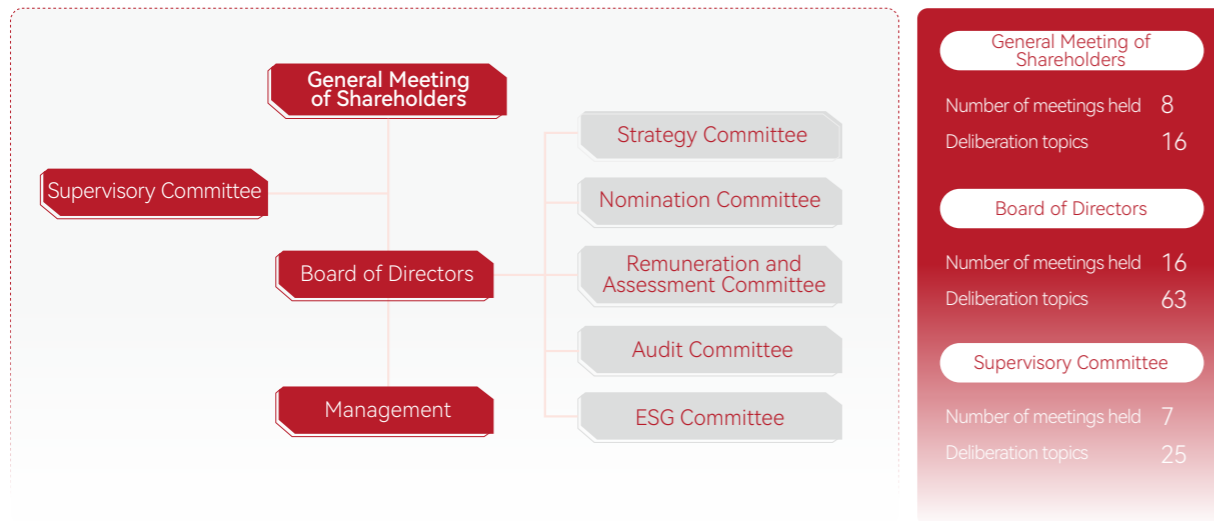 General Meeting
of Shareholders
Supervisory Committee
Board of Directors
Management
Strategy Committee
Nomination Committee
Remuneration and
Assessment Committee
Audit Committee
ESG Committee
General Meeting of
Shareholders
Number of meetings held 8
Deliberation topics 16
Board of Directors
Number of meetings held 16
Deliberation topics 63
Supervisory Committee
Number of meetings held 7
Deliberation topics 25